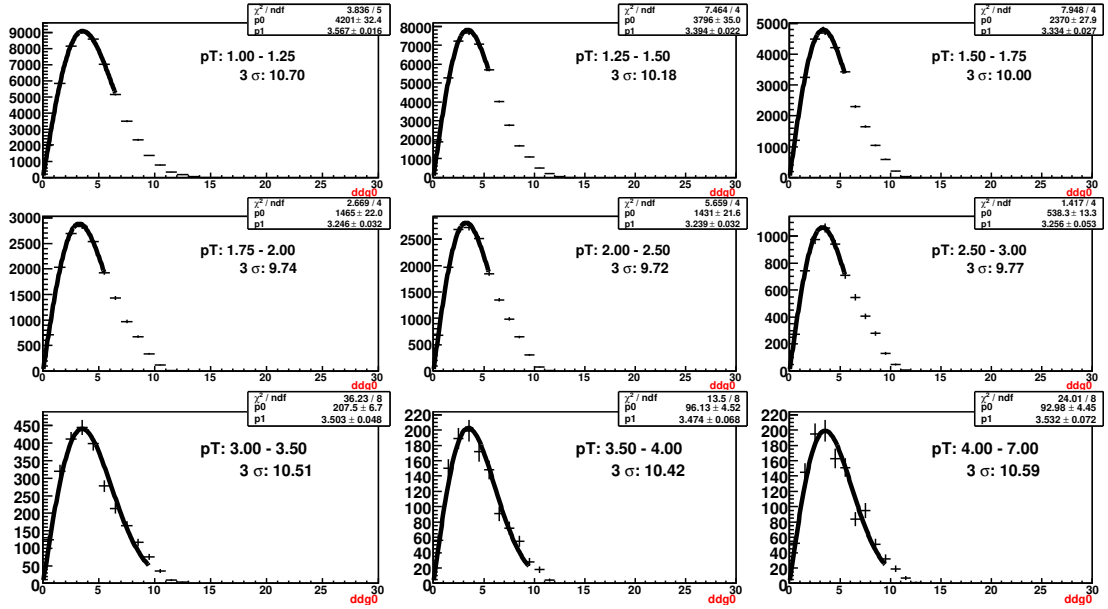 χ² / ndf 3.836 / 5
p0 4201 ± 32.4
p1 3.567 ± 0.016
pT: 1.00 - 1.25
3 σ: 10.70
9000
8000
7000
6000
5000
4000
3000
2000
1000
0
0 5 10 15 20 25 30
ddg0
χ² / ndf 7.464 / 4
p0 3796 ± 35.0
p1 3.394 ± 0.022
pT: 1.25 - 1.50
3 σ: 10.18
8000
7000
6000
5000
4000
3000
2000
1000
0
0 5 10 15 20 25 30
ddg0
χ² / ndf 7.948 / 4
p0 2370 ± 27.9
p1 3.334 ± 0.027
pT: 1.50 - 1.75
3 σ: 10.00
5000
4000
3000
2000
1000
0
0 5 10 15 20 25 30
ddg0
χ² / ndf 2.669 / 4
p0 1465 ± 22.0
p1 3.246 ± 0.032
pT: 1.75 - 2.00
3 σ: 9.74
3000
2500
2000
1500
1000
500
0
0 5 10 15 20 25 30
ddg0
χ² / ndf 5.659 / 4
p0 1431 ± 21.6
p1 3.239 ± 0.032
pT: 2.00 - 2.50
3 σ: 9.72
2500
2000
1500
1000
500
0
0 5 10 15 20 25 30
ddg0
χ² / ndf 1.417 / 4
p0 538.3 ± 13.3
p1 3.256 ± 0.053
pT: 2.50 - 3.00
3 σ: 9.77
1000
800
600
400
200
0
0 5 10 15 20 25 30
ddg0
χ² / ndf 36.23 / 8
p0 207.5 ± 6.7
p1 3.503 ± 0.048
pT: 3.00 - 3.50
3 σ: 10.51
450
400
350
300
250
200
150
100
50
0
0 5 10 15 20 25 30
ddg0
χ² / ndf 13.5 / 8
p0 96.13 ± 4.52
p1 3.474 ± 0.068
pT: 3.50 - 4.00
3 σ: 10.42
220
200
180
160
140
120
100
80
60
40
20
0
0 5 10 15 20 25 30
ddg0
χ² / ndf 24.01 / 8
p0 92.98 ± 4.45
p1 3.532 ± 0.072
pT: 4.00 - 7.00
3 σ: 10.59
220
200
180
160
140
120
100
80
60
40
20
0
0 5 10 15 20 25 30
ddg0